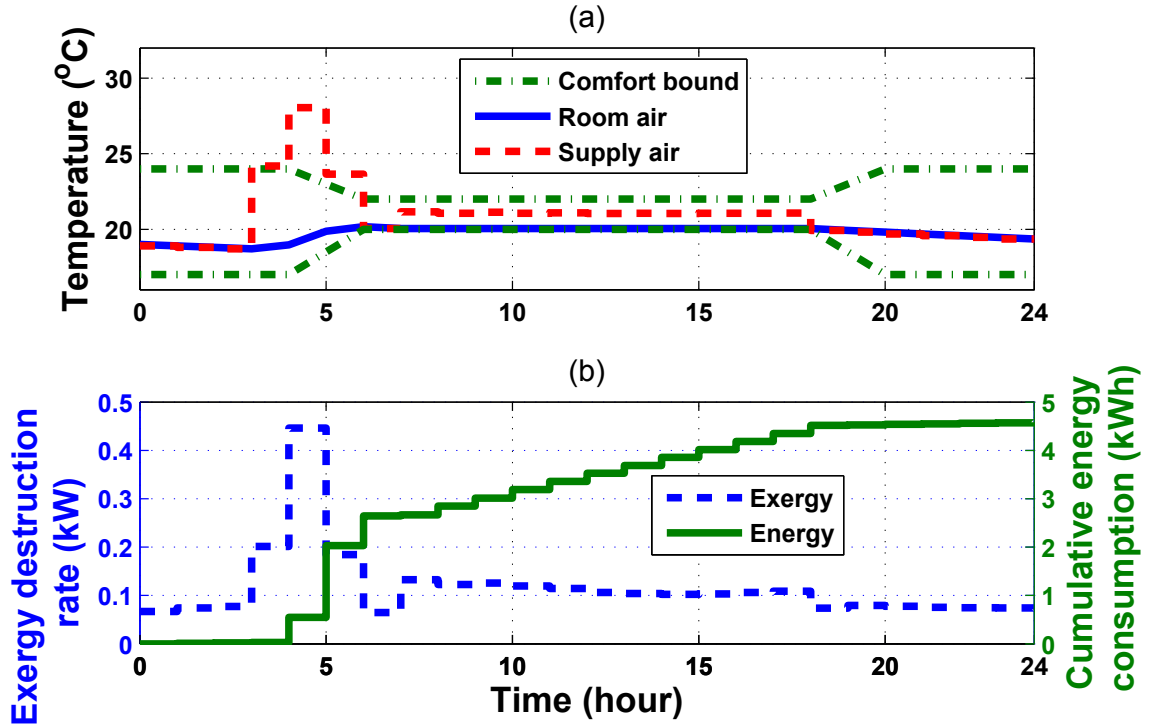 (a)
Temperature (°C)
30
25
20
Comfort bound
Room air
Supply air
0
5
10
15
20
24
(b)
Exergy destruction
rate (kW)
0.5
0.4
0.3
0.2
0.1
0
Exergy
Energy
5
4
3
2
1
0
Cumulative energy
consumption (kWh)
0
5
10
15
20
24
Time (hour)